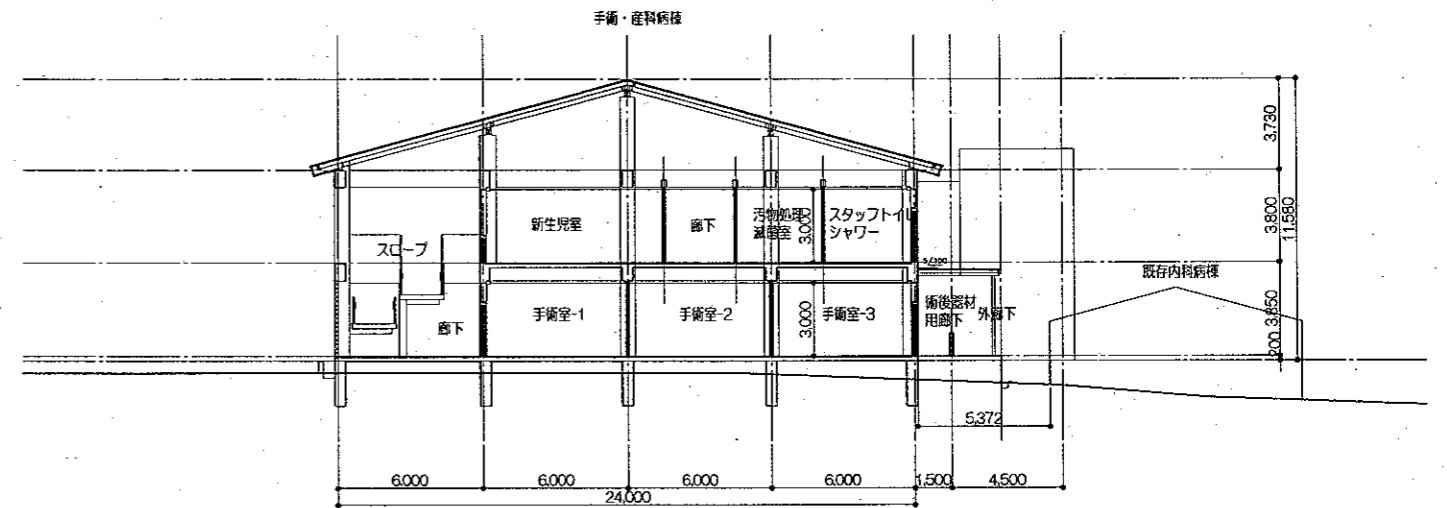 手術・産科病棟
3,730
3,800
11,580
3,850
200
新生児室
廊下
汚物処理
滅菌室
3,000
スタッフトイレ
シャワー
スロープ
廊下
手術室-1
手術室-2
3,000
手術室-3
術後器材
用廊下
外廊下
既存内科病棟
5,372
6,000
6,000
6,000
6,000
1,500
4,500
24,000